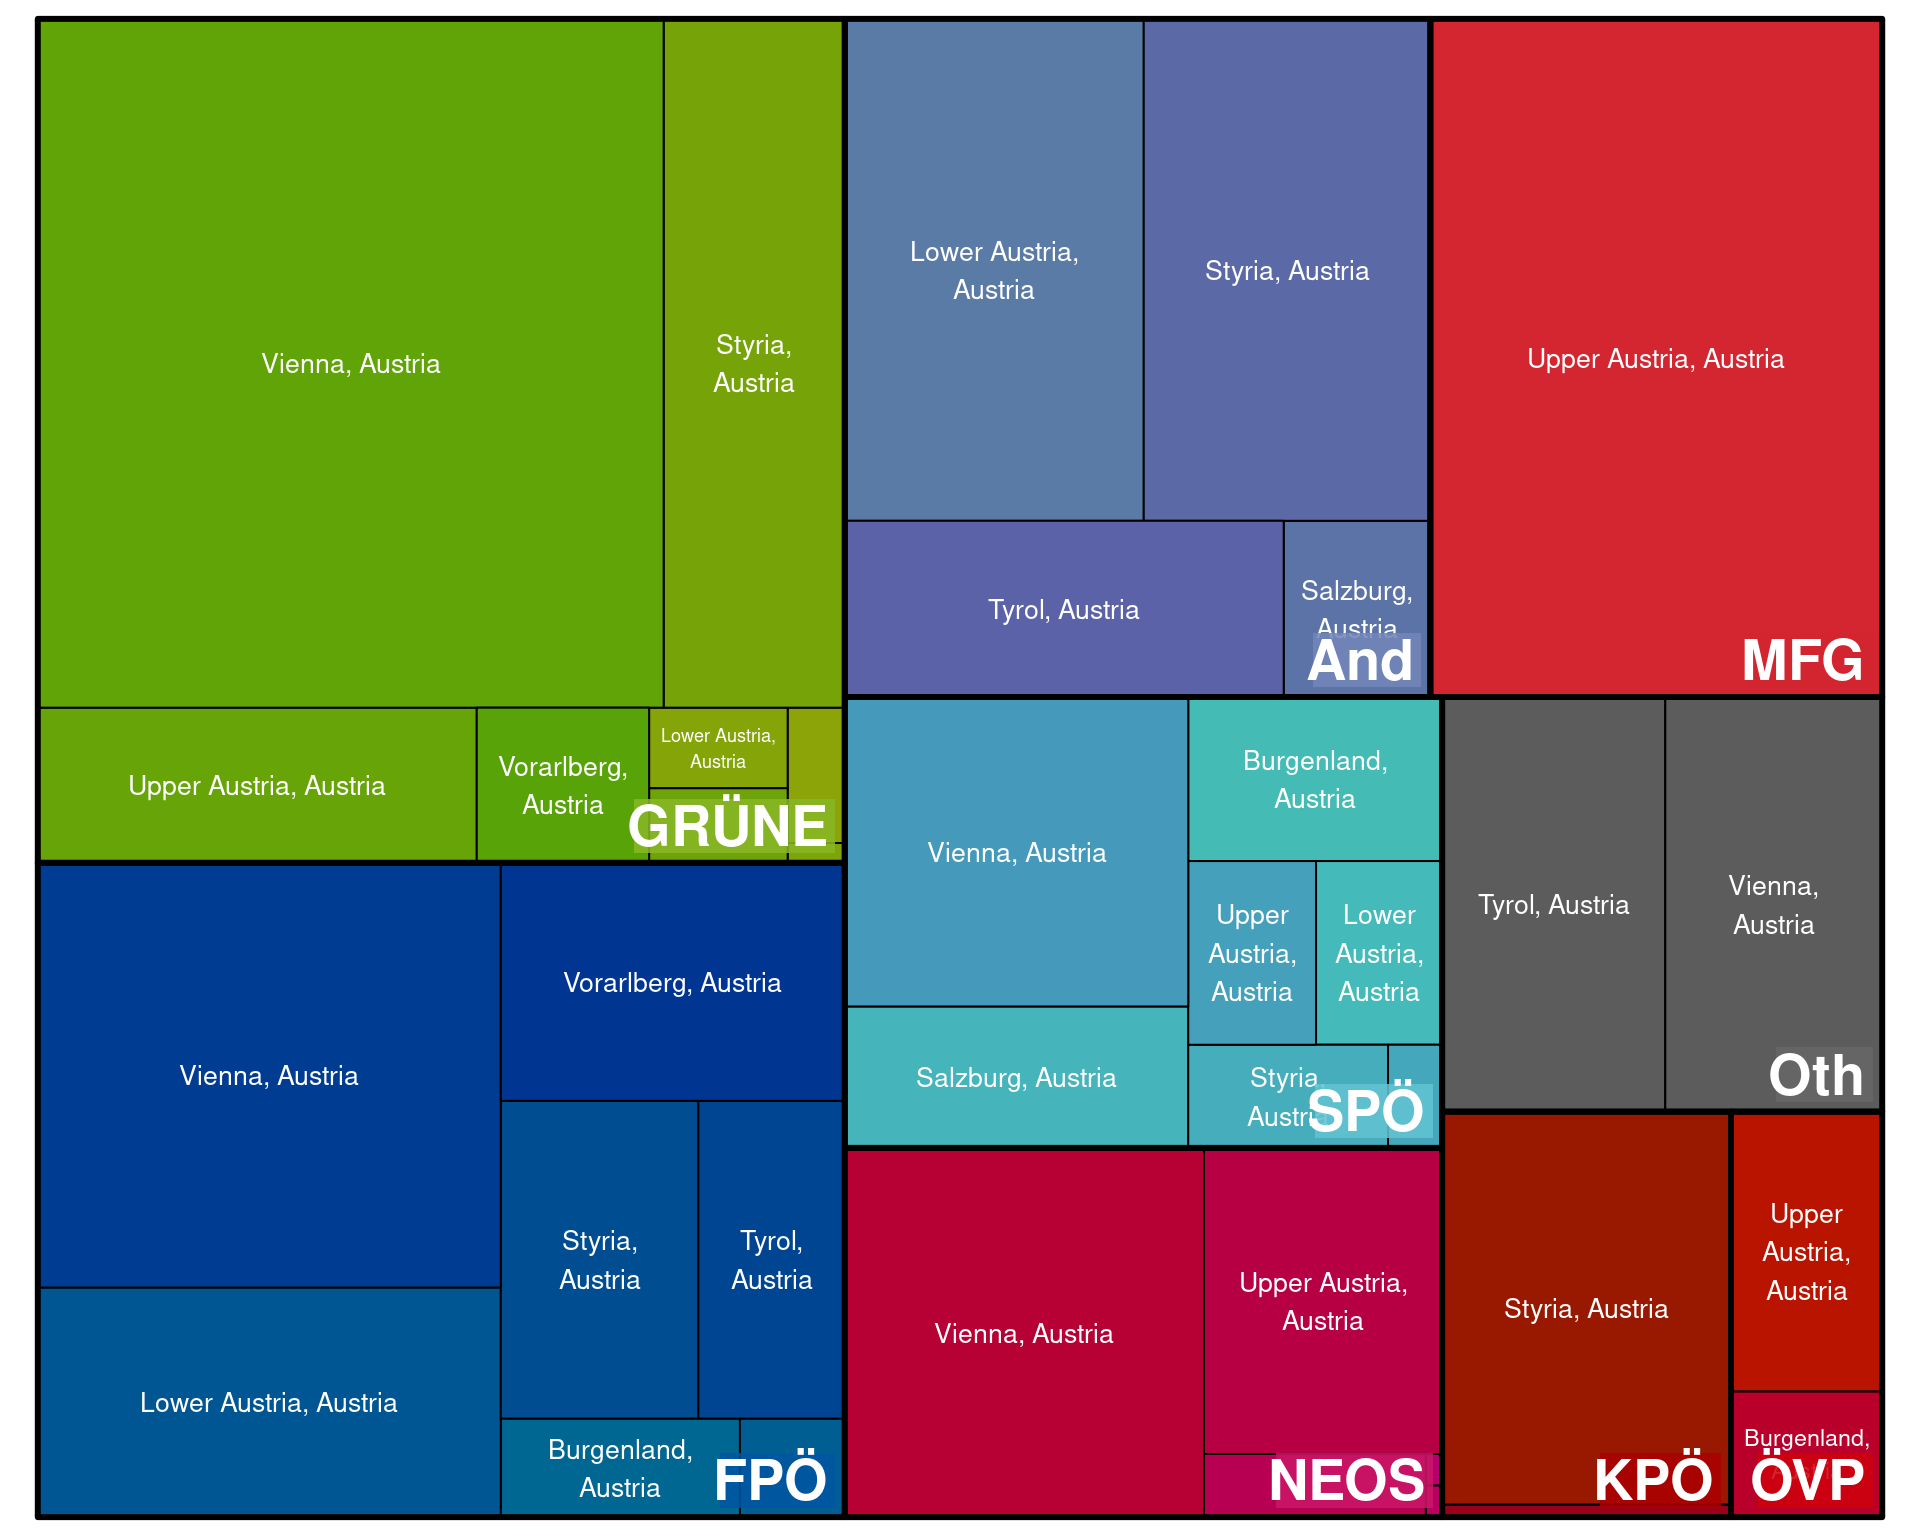 Vienna, Austria
Styria,
Austria
Upper Austria, Austria
Vorarlberg,
Austria
Lower Austria,
Austria
GRÜNE
Lower Austria,
Austria
Styria, Austria
Tyrol, Austria
Salzburg,
Austria
And
Upper Austria, Austria
MFG
Vienna, Austria
Burgenland,
Austria
Upper
Austria,
Austria
Lower
Austria,
Austria
Salzburg, Austria
Styria,
Austria
SPÖ
Tyrol, Austria
Vienna,
Austria
Oth
Vienna, Austria
Vorarlberg, Austria
Styria,
Austria
Tyrol,
Austria
Lower Austria, Austria
Burgenland,
Austria
FPÖ
Vienna, Austria
Upper Austria,
Austria
NEOS
Styria, Austria
KPÖ
Upper
Austria,
Austria
Burgenland,
ÖVP